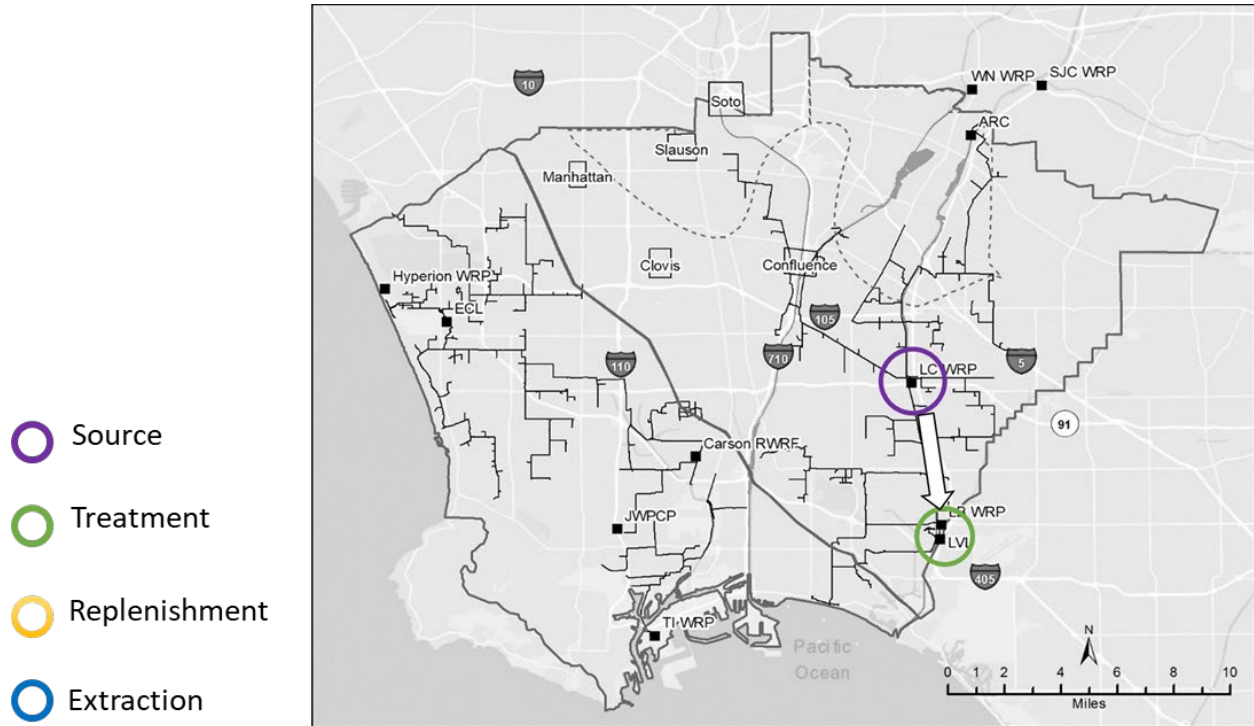 10
WN WRP
SJC WRP
Soto
ARC
Slauson
Manhattan
Clovis
Confluence
Hyperion WRP
ECL
105
710
110
5
LC WRP
91
Source
Carson RWRF
Treatment
LB WRP
JWPCP
LVL
405
Replenishment
TI WRP
Pacific
Ocean
N
0 2 4 6 8 10
Miles
Extraction